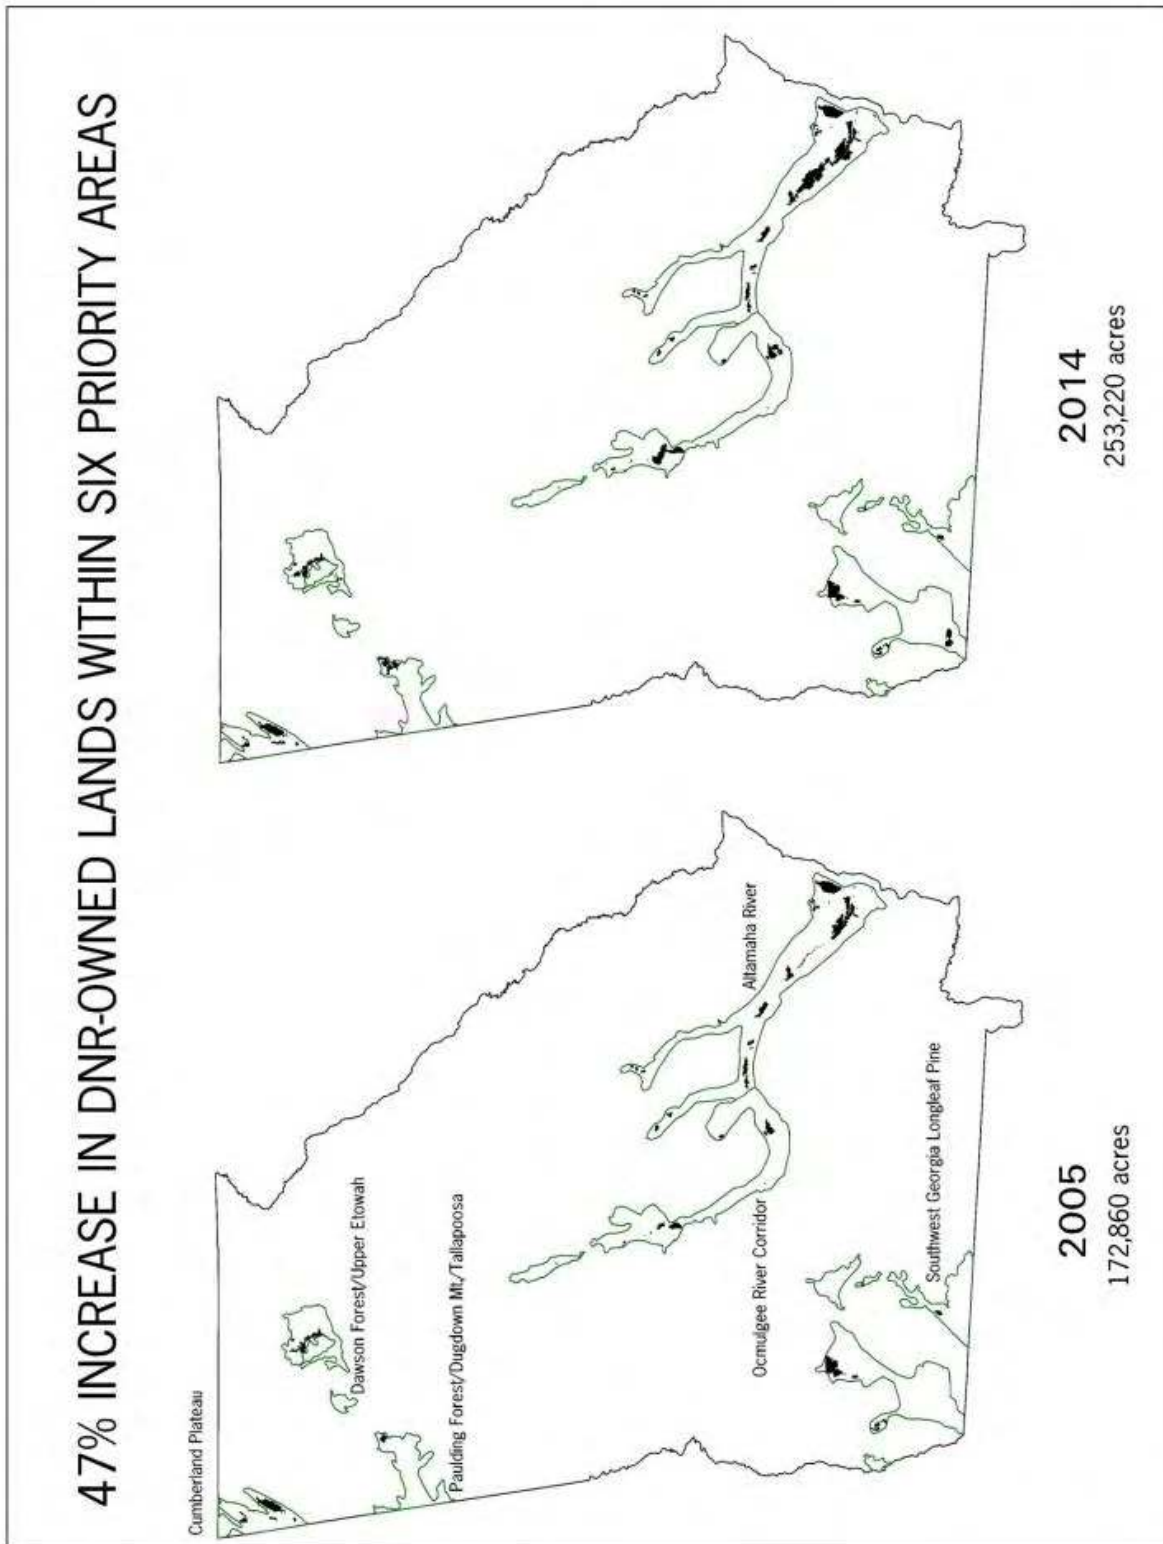 47% INCREASE IN DNR-OWNED LANDS WITHIN SIX PRIORITY AREAS
Cumberland Plateau
Dawson Forest/Upper Etowah
Paulding Forest/Dugdown Mt./Tallapoosa
Ocmulgee River Corridor
Altamaha River
Southwest Georgia Longleaf Pine
2005
172,860 acres
2014
253,220 acres